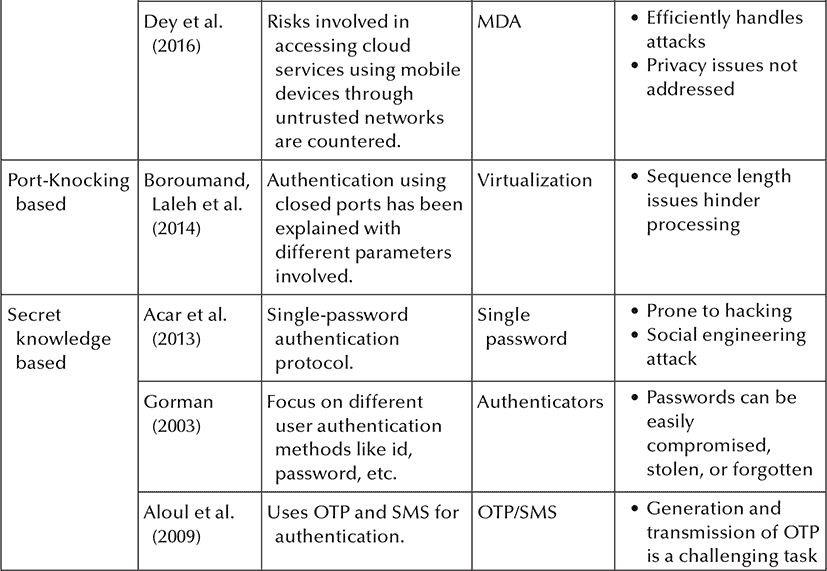 Dey et al.
(2016)
Risks involved in
accessing cloud
services using mobile
devices through
untrusted networks
are countered.
MDA
• Efficiently handles
attacks
• Privacy issues not
addressed
Port-Knocking
based
Boroumand,
Laleh et al.
(2014)
Authentication using
closed ports has been
explained with
different parameters
involved.
Virtualization
• Sequence length
issues hinder
processing
Secret
knowledge
based
Acar et al.
(2013)
Single-password
authentication
protocol.
Single
password
• Prone to hacking
• Social engineering
attack
Gorman
(2003)
Focus on different
user authentication
methods like id,
password, etc.
Authenticators
• Passwords can be
easily
compromised,
stolen, or forgotten
Aloul et al.
(2009)
Uses OTP and SMS for
authentication.
OTP/SMS
• Generation and
transmission of OTP
is a challenging task